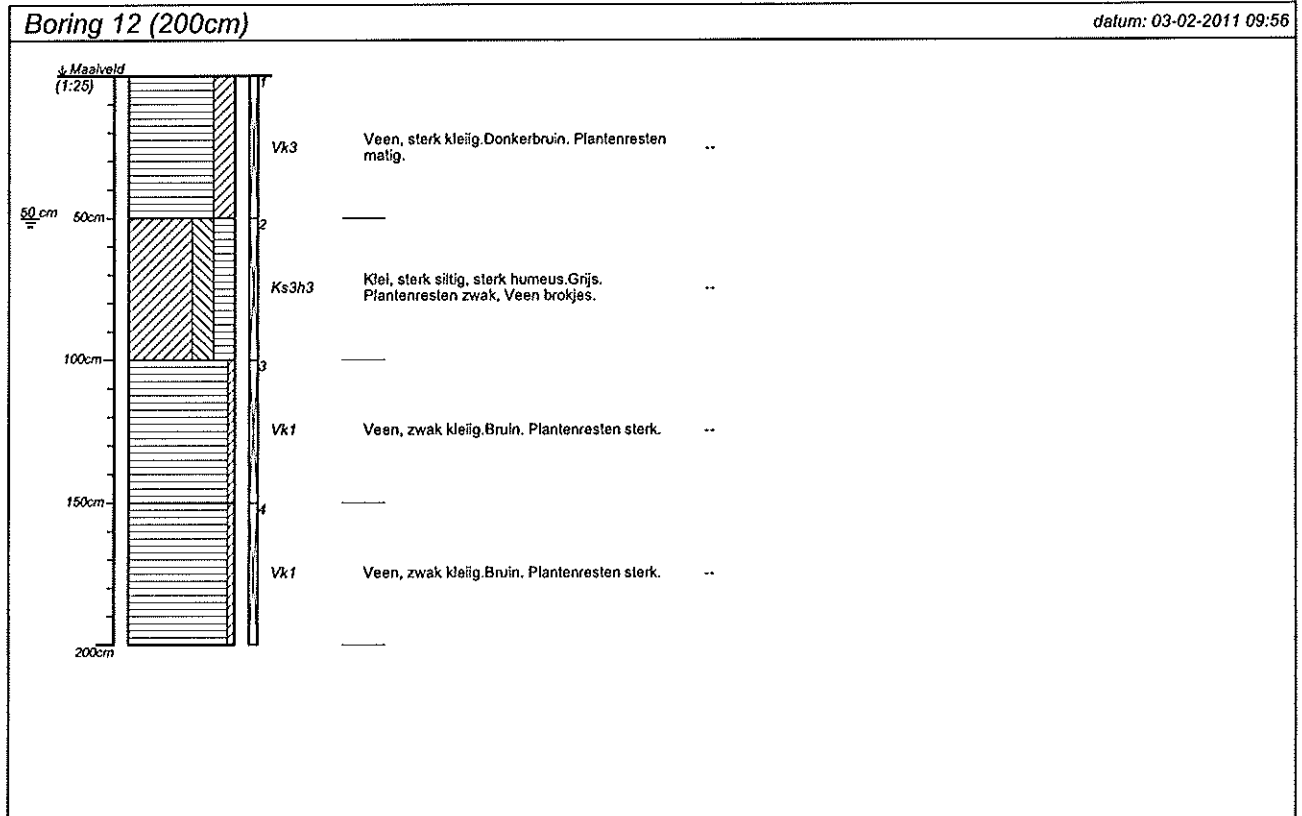 Boring 12 (200cm)
datum: 03-02-2011 09:56
↓ Maaiveld
(1:25)
1
Vk3
Veen, sterk kleiig.Donkerbruin. Plantenresten
matig.
--
50 cm
50cm
2
Ks3h3
Klei, sterk siltig, sterk humeus.Grijs.
Plantenresten zwak, Veen brokjes.
--
100cm
3
Vk1
Veen, zwak kleiig.Bruin. Plantenresten sterk.
--
150cm
4
Vk1
Veen, zwak kleiig.Bruin. Plantenresten sterk.
--
200cm